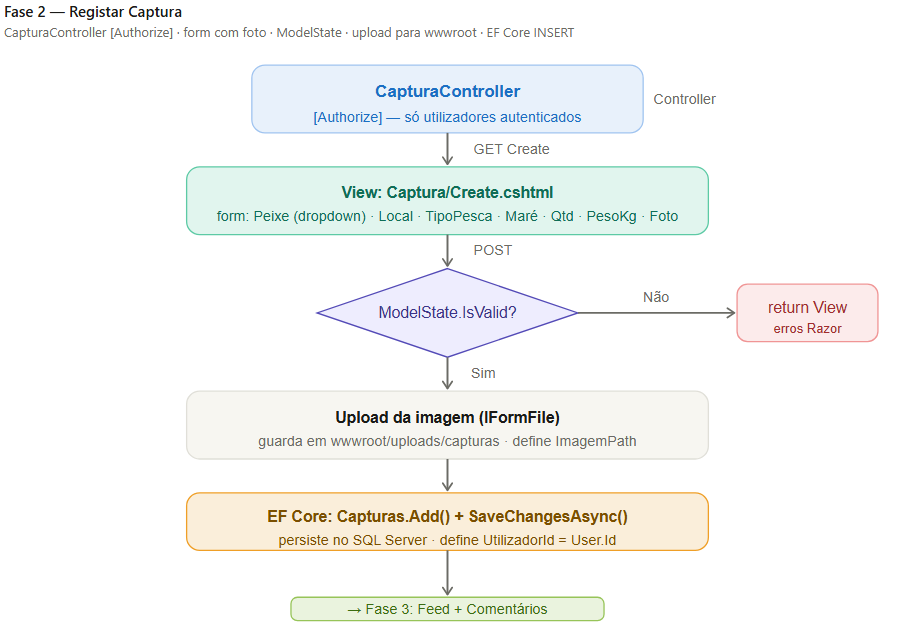 Fase 2 — Registar Captura
CapturaController [Authorize] · form com foto · ModelState · upload para wwwroot · EF Core INSERT
CapturaController
[Authorize] — só utilizadores autenticados
Controller
GET Create
View: Captura/Create.cshtml
form: Peixe (dropdown) · Local · TipoPesca · Maré · Qtd · PesoKg · Foto
POST
ModelState.IsValid?
Não
return View
erros Razor
Sim
Upload da imagem (IFormFile)
guarda em wwwroot/uploads/capturas · define ImagemPath
EF Core: Capturas.Add() + SaveChangesAsync()
persiste no SQL Server · define UtilizadorId = User.Id
→ Fase 3: Feed + Comentários